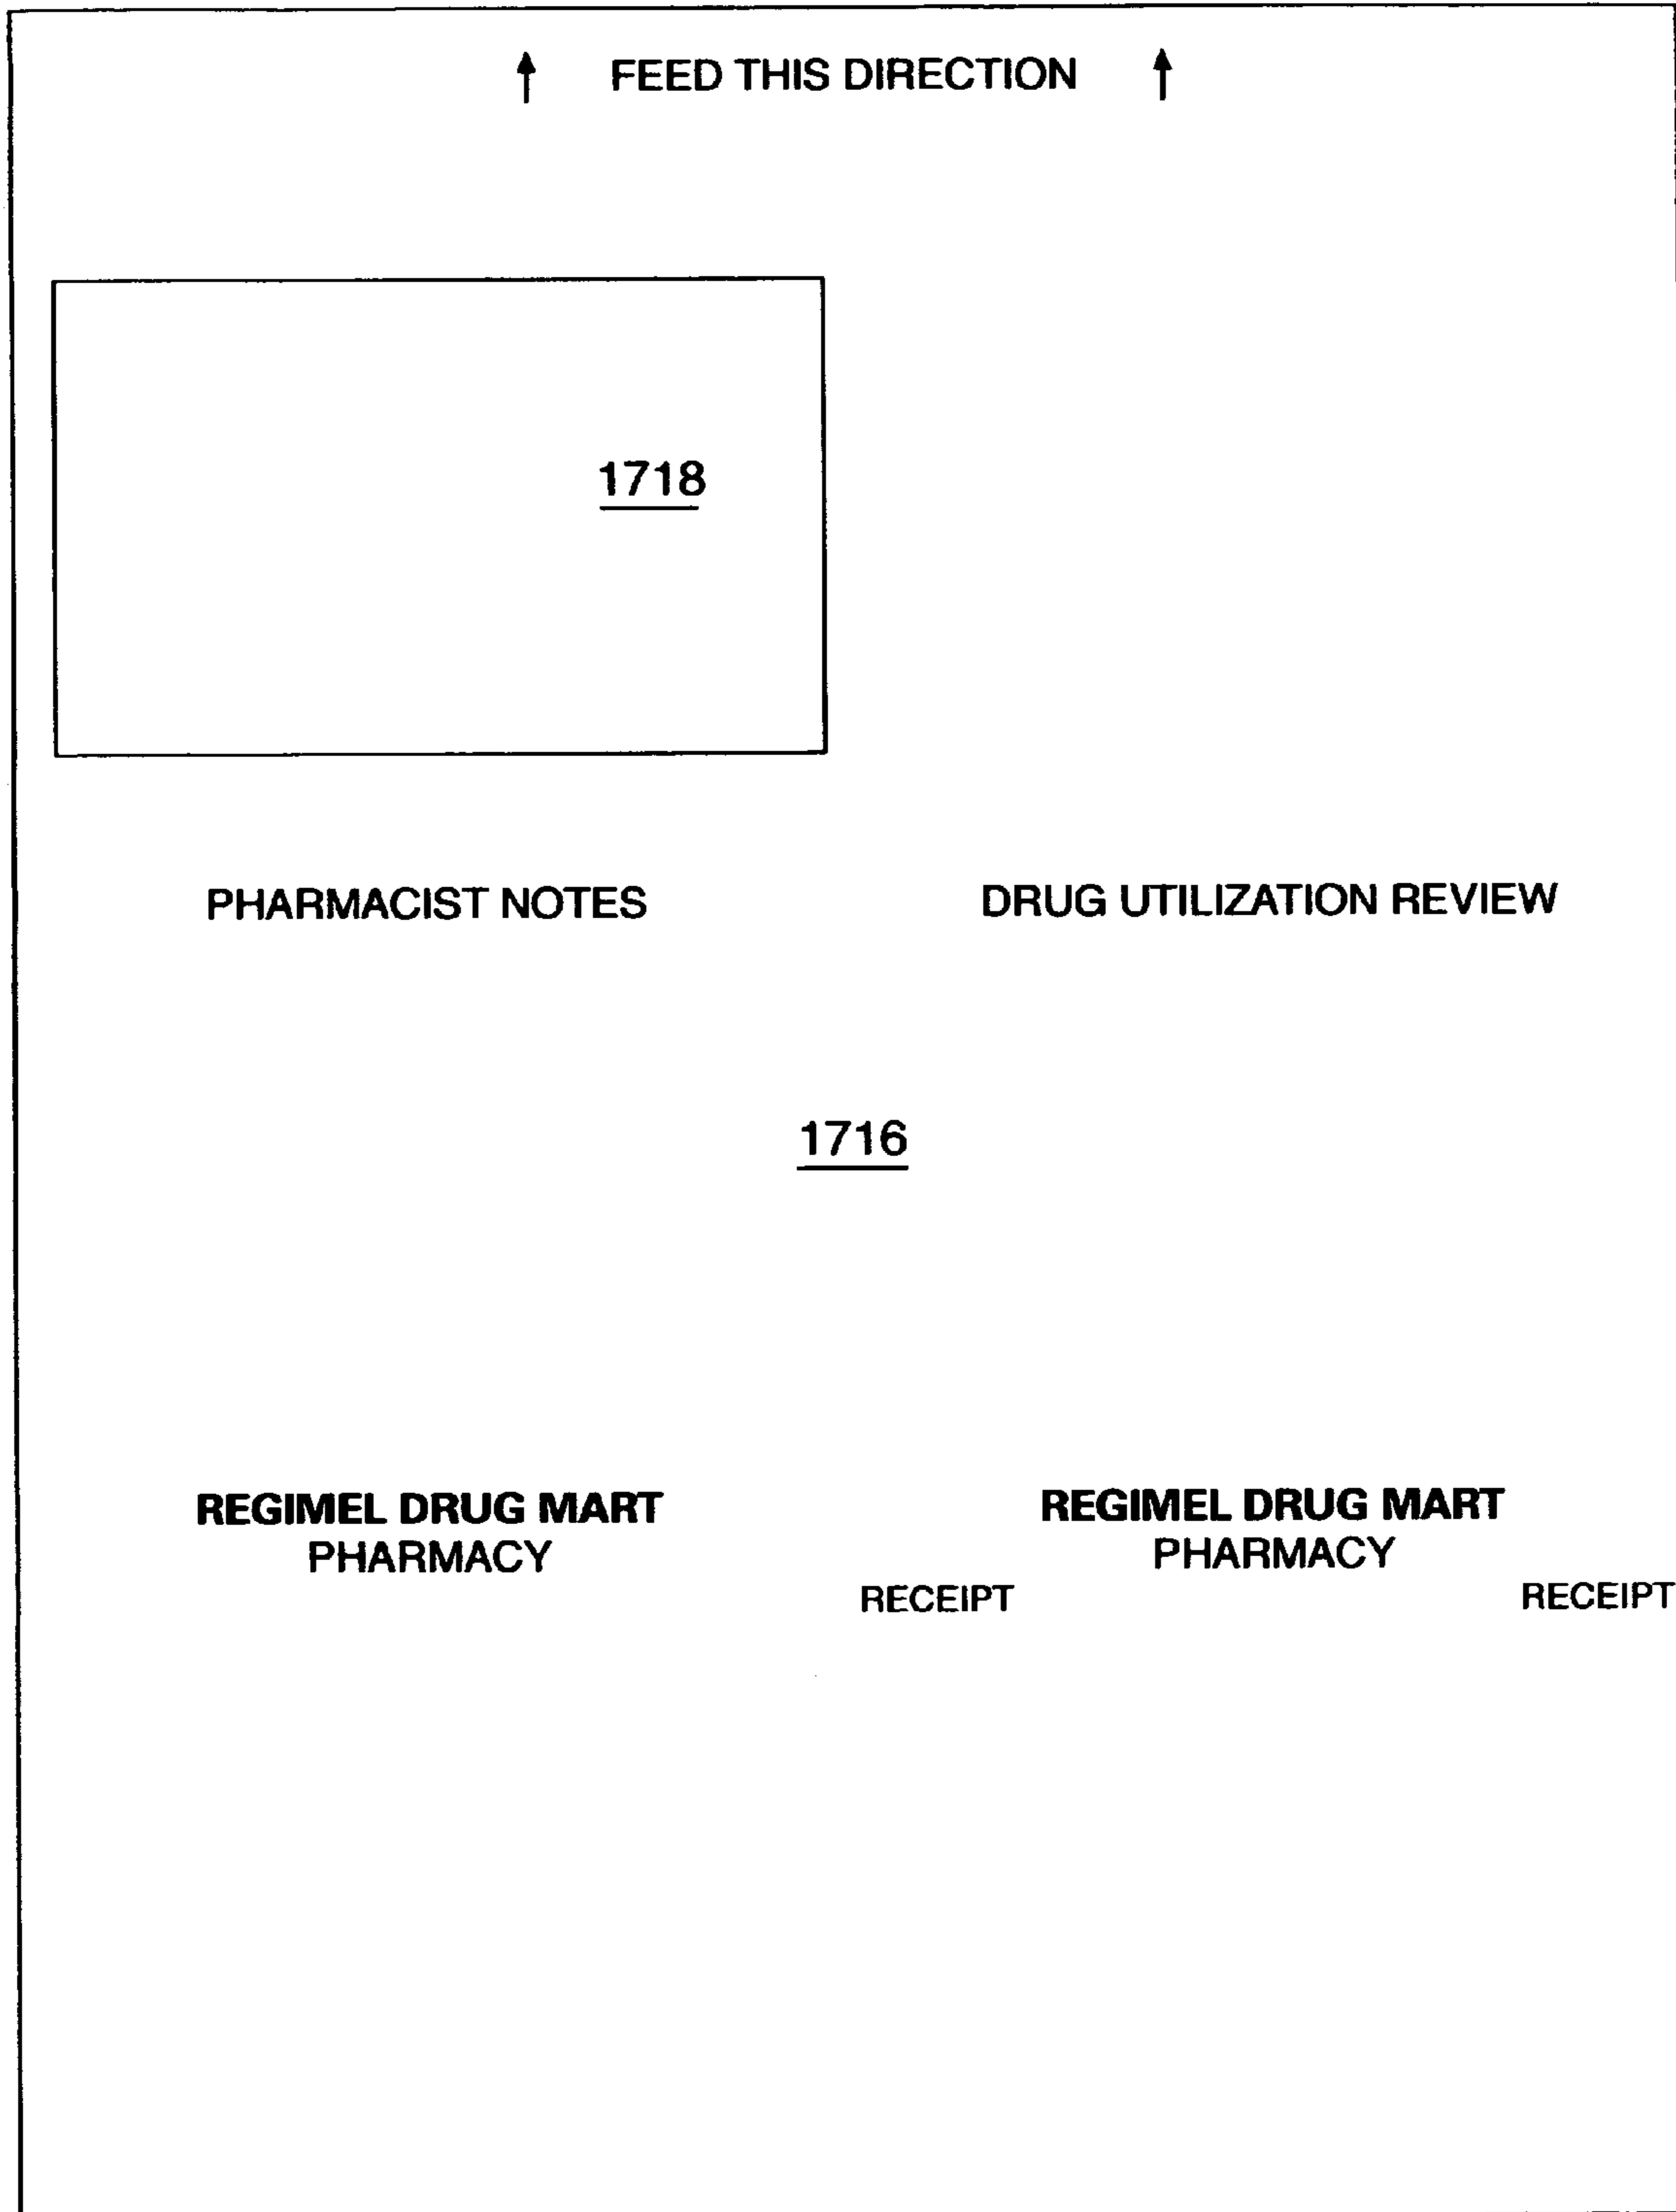 ↑ FEED THIS DIRECTION ↑
1718
PHARMACIST NOTES
DRUG UTILIZATION REVIEW
1716
REGIMEL DRUG MART
PHARMACY
RECEIPT
REGIMEL DRUG MART
PHARMACY
RECEIPT